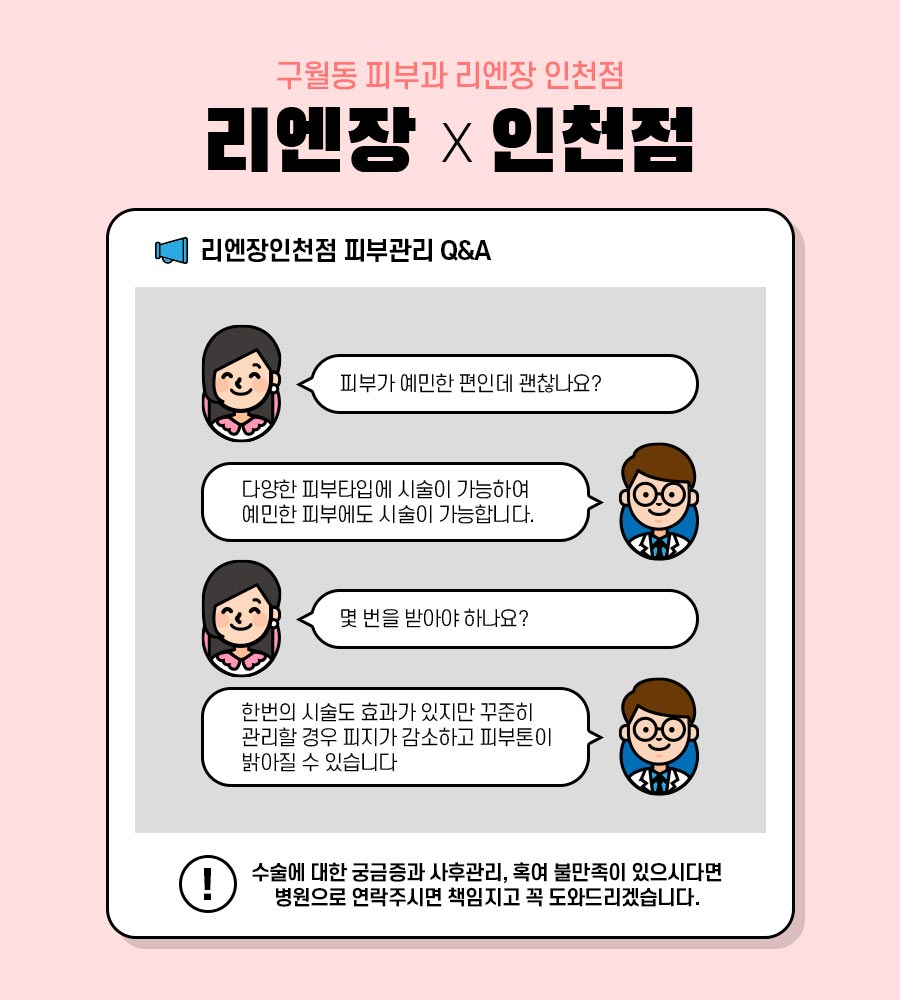 구월동 피부과 리엔장 인천점
리엔장 X 인천점
리엔장인천점 피부관리 Q&A
피부가 예민한 편인데 괜찮나요?
다양한 피부타입에 시술이 가능하여
예민한 피부에도 시술이 가능합니다.
몇 번을 받아야 하나요?
한번의 시술도 효과가 있지만 꾸준히
관리할 경우 피지가 감소하고 피부톤이
밝아질 수 있습니다
! 수술에 대한 궁금증과 사후관리, 혹여 불만족이 있으시다면
병원으로 연락주시면 책임지고 꼭 도와드리겠습니다.